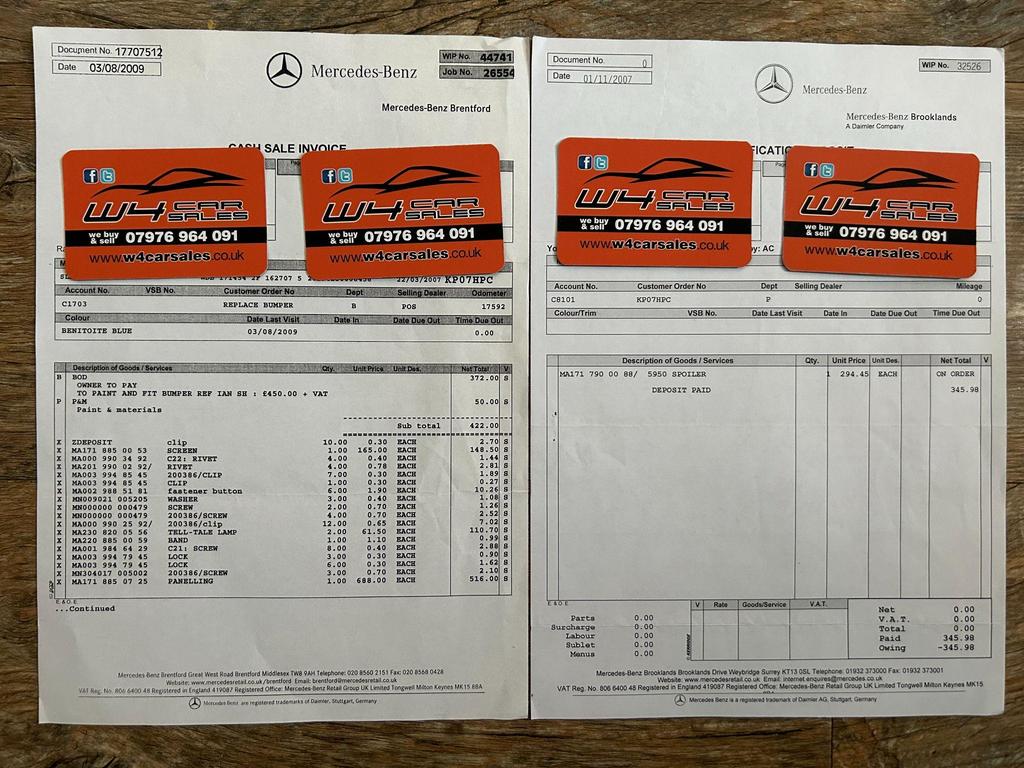 Document No. 17707512
Date 03/08/2009
Mercedes-Benz
WIP No. 44741
Job No. 26554
Mercedes-Benz Brentford
CASH SALE INVOICE
W4 CAR SALES
we buy & sell 07976 964 091
www.w4carsales.co.uk
W4 CAR SALES
we buy & sell 07976 964 091
www.w4carsales.co.uk
22/03/2007 KP07HPC
Account No. VSB No. Customer Order No Dept Selling Dealer Odometer
C1703 REPLACE BUMPER B POS 17592
Colour Date Last Visit Date In Date Due Out Time Due Out
BENITOITE BLUE 03/08/2009 0.00
Description of Goods / Services Qty. Unit Price Unit Des. Net Total V
B BOD 372.00 S
OWNER TO PAY
TO PAINT AND FIT BUMPER REF IAN SH : £450.00 + VAT
P P&M 50.00 S
Paint & materials
Sub total 422.00
X ZDEPOSIT clip 10.00 0.30 EACH 2.70 S
X MA171 885 00 53 SCREEN 1.00 165.00 EACH 148.50 S
X MA000 990 34 92 C22: RIVET 4.00 0.40 EACH 1.44 S
X MA201 990 02 92/ RIVET 4.00 0.78 EACH 2.81 S
X MA003 994 85 45 200386/CLIP 7.00 0.30 EACH 1.89 S
X MA003 994 85 45 CLIP 1.00 0.30 EACH 0.27 S
X MA002 988 51 81 fastener button 6.00 1.90 EACH 10.26 S
X MN009021 005205 WASHER 3.00 0.40 EACH 1.08 S
X MN000000 000479 SCREW 2.00 0.70 EACH 1.26 S
X MN000000 000479 200386/SCREW 4.00 0.70 EACH 2.52 S
X MA000 990 25 92/ 200386/clip 12.00 0.65 EACH 7.02 S
X MA230 820 05 56 TELL-TALE LAMP 2.00 61.50 EACH 110.70 S
X MA220 885 00 59 BAND 1.00 1.10 EACH 0.99 S
X MA001 984 64 29 C21: SCREW 8.00 0.40 EACH 2.88 S
X MA003 994 79 45 LOCK 3.00 0.30 EACH 0.90 S
X MA003 994 79 45 LOCK 6.00 0.30 EACH 1.62 S
X MN304017 005002 200386/SCREW 3.00 0.70 EACH 2.10 S
X MA171 885 07 25 PANELLING 1.00 688.00 EACH 516.00 S
E. & O. E.
...Continued
Mercedes-Benz Brentford Great West Road Brentford Middlesex TW8 9AH Telephone: 020 8560 2151 Fax: 020 8568 0428
Website: www.mercedesretail.co.uk/brentford Email: brentford@mercedesretail.co.uk
VAT Reg. No. 806 6400 48 Registered in England 419087 Registered Office: Mercedes-Benz Retail Group UK Limited Tongwell Milton Keynes MK15 8BA
Mercedes-Benz are registered trademarks of Daimler, Stuttgart, Germany
Document No. 0
Date 01/11/2007
Mercedes-Benz
WIP No. 32526
Mercedes-Benz Brooklands
A Daimler Company
W4 CAR SALES
we buy & sell 07976 964 091
www.w4carsales.co.uk
W4 CAR SALES
we buy & sell 07976 964 091
www.w4carsales.co.uk
Account No. Customer Order No Dept Selling Dealer Mileage
C8101 KP07HPC P 0
Colour/Trim VSB No. Date Last Visit Date In Date Due Out Time Due Out
Description of Goods / Services Qty. Unit Price Unit Des. Net Total V
MA171 790 00 88/ 5950 SPOILER 1 294.45 EACH ON ORDER
DEPOSIT PAID 345.98
E. & O. E.
V Rate Goods/Service V.A.T.
Parts 0.00
Surcharge 0.00
Labour 0.00
Sublet 0.00
Menus 0.00
Net 0.00
V.A.T. 0.00
Total 0.00
Paid 345.98
Owing -345.98
Mercedes-Benz Brooklands Brooklands Drive Weybridge Surrey KT13 0SL Telephone: 01932 373000 Fax: 01932 373001
Website: www.mercedesretail.co.uk Email: internet.enquires@mercedes.co.uk
VAT Reg. No. 806 6400 48 Registered in England 419087 Registered Office: Mercedes-Benz Retail Group UK Limited Tongwell Milton Keynes MK15
Mercedes-Benz is a registered trademark of Daimler AG, Stuttgart, Germany